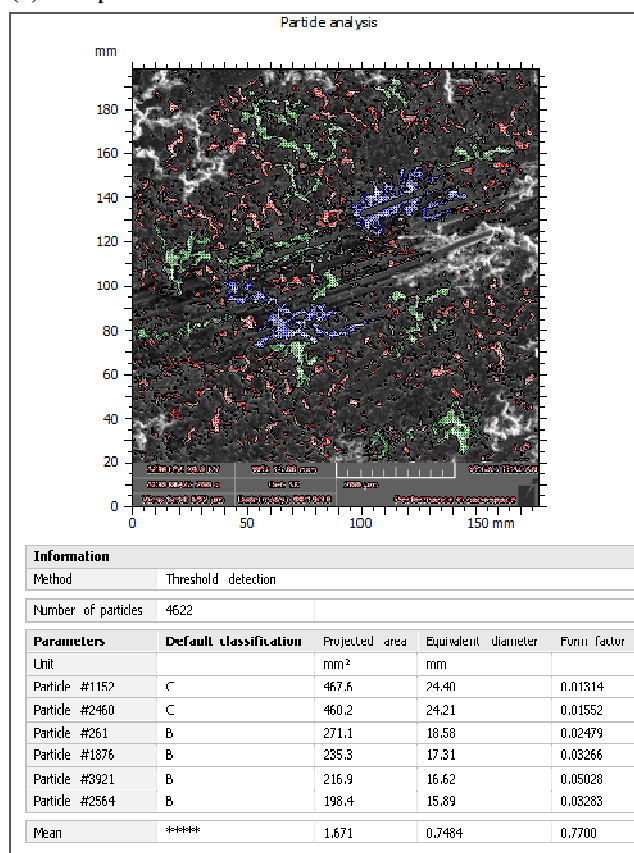 Particle analysis
mm
180
160
140
120
100
80
60
40
20
0
0 50 100 150 mm
Information
Method Threshold detection
Number of particles 4622
Parameters Default classification Projected area Equivalent diameter Form factor
Unit mm² mm
Particle #1152 C 467.6 24.40 0.01314
Particle #2460 C 460.2 24.21 0.01552
Particle #261 B 271.1 18.58 0.02479
Particle #1876 B 235.3 17.31 0.03266
Particle #3921 B 216.9 16.62 0.05028
Particle #2564 B 198.4 15.89 0.03283
Mean ***** 1.671 0.7484 0.7700